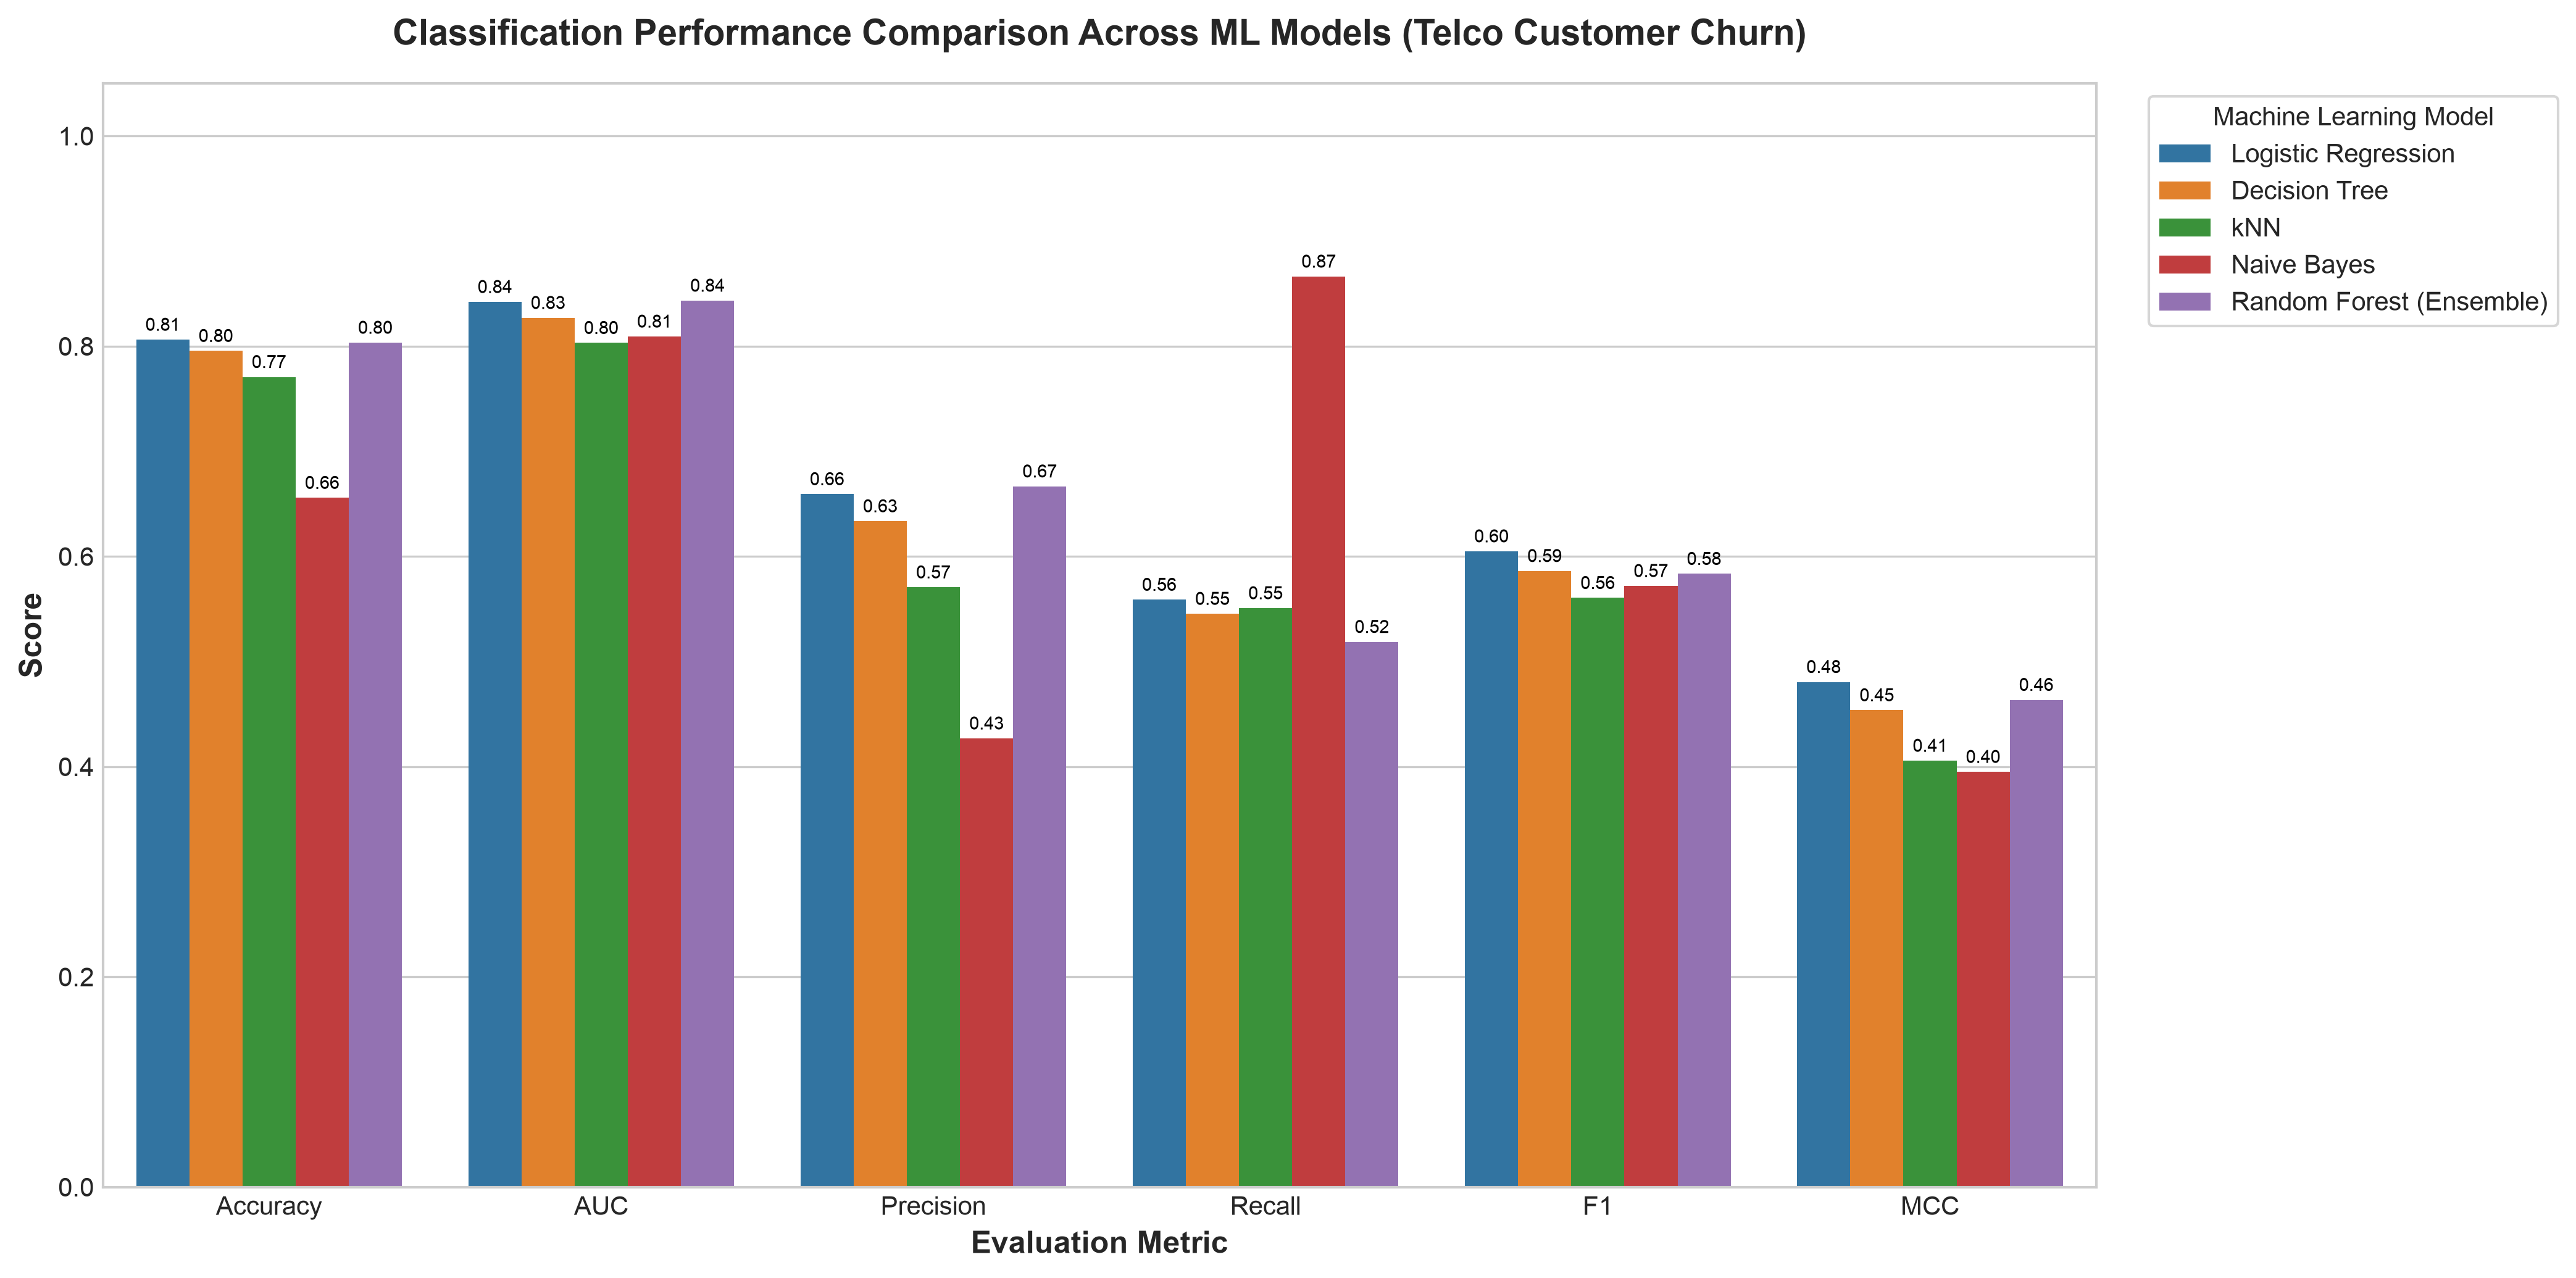 Classification Performance Comparison Across ML Models (Telco Customer Churn)
Score
1.0
0.8
0.6
0.4
0.2
0.0
0.81
0.80
0.77
0.66
0.80
0.84
0.83
0.80
0.81
0.84
0.66
0.63
0.57
0.43
0.67
0.56
0.55
0.55
0.87
0.52
0.60
0.59
0.56
0.57
0.58
0.48
0.45
0.41
0.40
0.46
Accuracy
AUC
Precision
Recall
F1
MCC
Evaluation Metric
Machine Learning Model
Logistic Regression
Decision Tree
kNN
Naive Bayes
Random Forest (Ensemble)